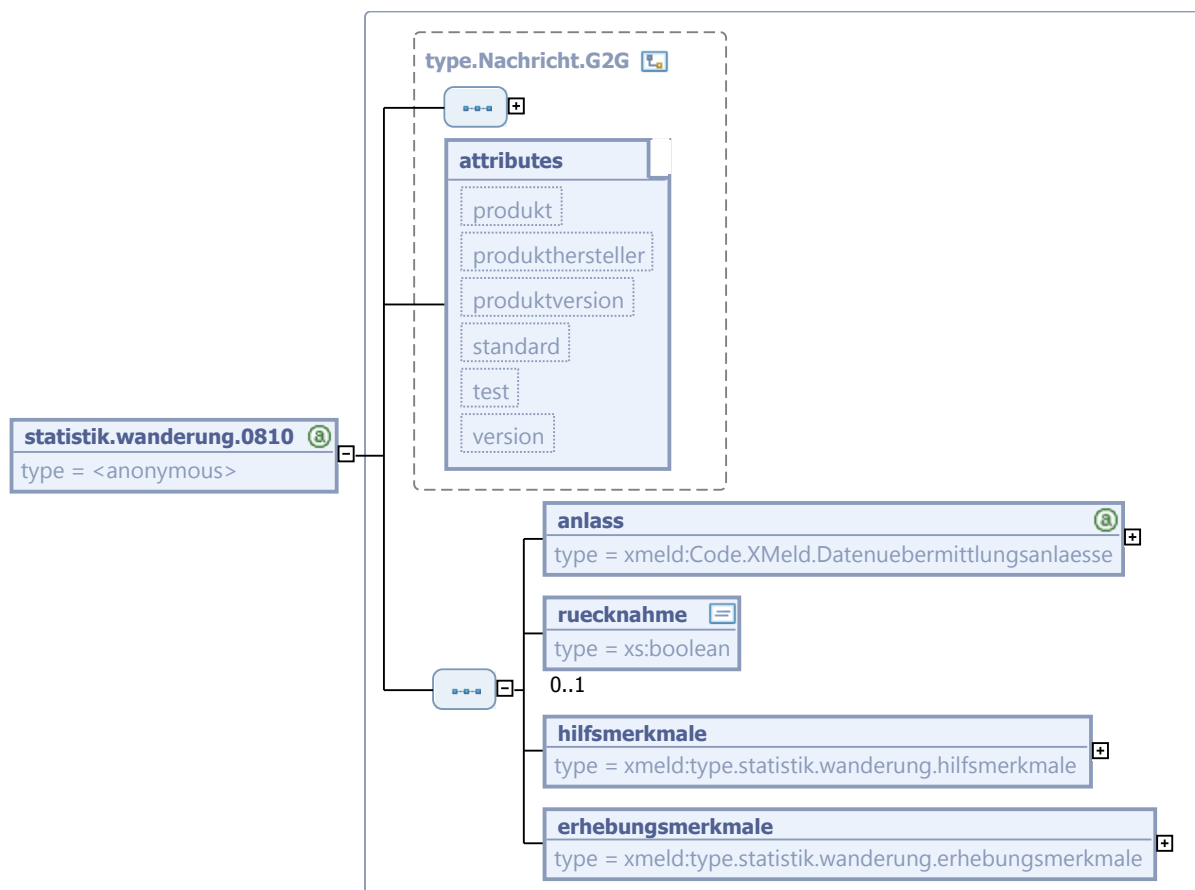 type.Nachricht.G2G
attributes
produkt
produkthersteller
produktversion
standard
test
version
statistik.wanderung.0810
type = <anonymous>
anlass
type = xmeld:Code.XMeld.Datenuebermittlungsanlaesse
ruecknahme
type = xs:boolean
0..1
hilfsmerkmale
type = xmeld:type.statistik.wanderung.hilfsmerkmale
erhebungsmerkmale
type = xmeld:type.statistik.wanderung.erhebungsmerkmale